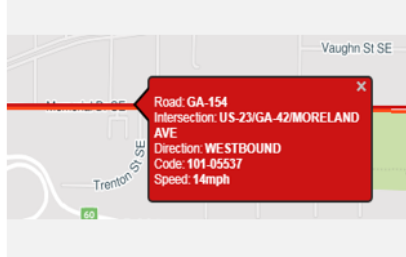 Vaughn St SE
Road: GA-154
Intersection: US-23/GA-42/MORELAND
AVE
Direction: WESTBOUND
Code: 101-05537
Speed: 14mph
Trenton St SE
60